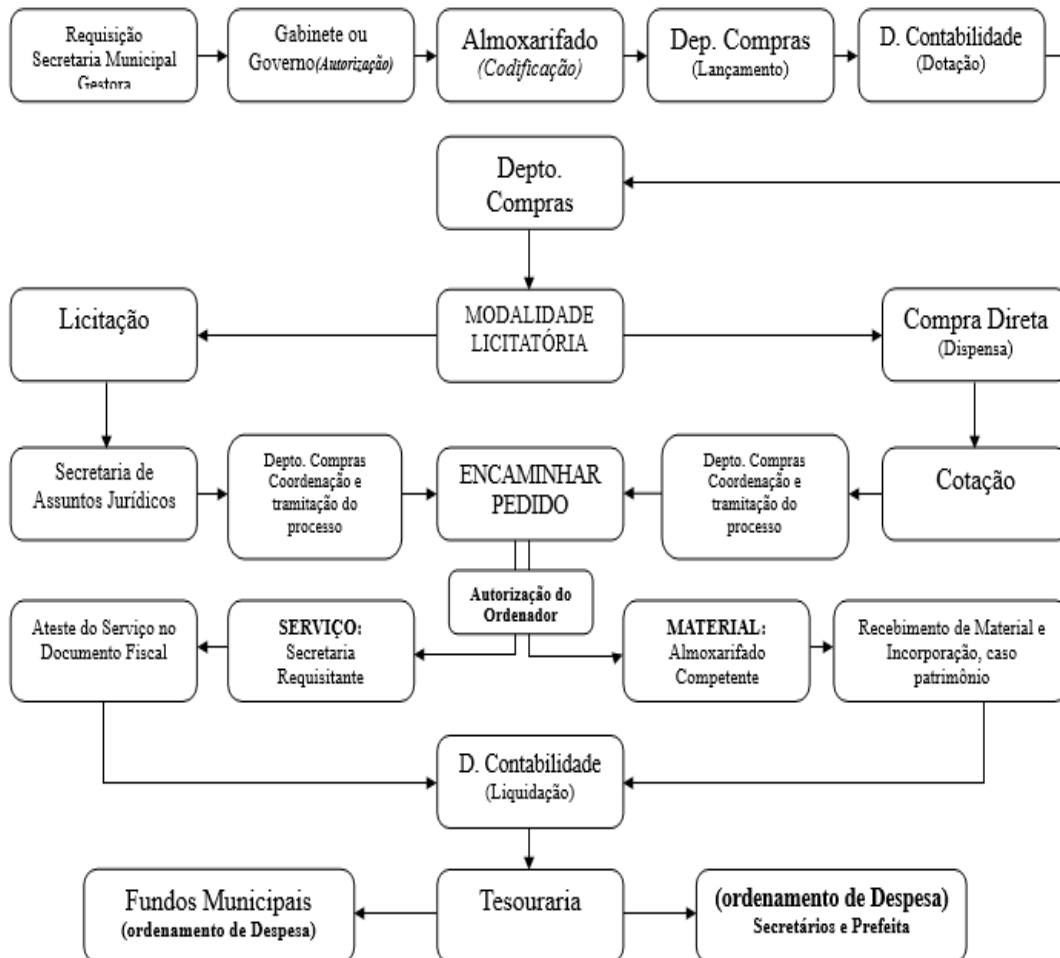 Requisição
Secretaria Municipal
Gestora
Gabinete ou
Governo(Autorização)
Almoxarifado
(Codificação)
Dep. Compras
(Lançamento)
D. Contabilidade
(Dotação)
Depto.
Compras
Licitação
MODALIDADE
LICITATÓRIA
Compra Direta
(Dispensa)
Secretaria de
Assuntos Jurídicos
Depto. Compras
Coordenação e
tramitação do
processo
ENCAMINHAR
PEDIDO
Depto. Compras
Coordenação e
tramitação do
processo
Cotação
Autorização do
Ordenador
Ateste do Serviço no
Documento Fiscal
SERVIÇO:
Secretaria
Requisitante
MATERIAL:
Almoxarifado
Competente
Recebimento de Material e
Incorporação, caso
patrimônio
D. Contabilidade
(Liquidação)
Fundos Municipais
(ordenamento de Despesa)
Tesouraria
(ordenamento de Despesa)
Secretários e Prefeita